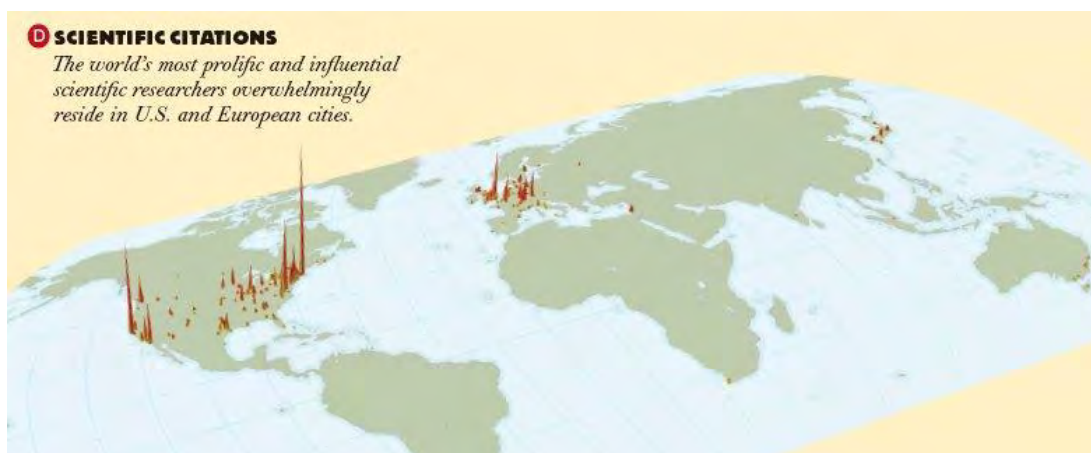 D SCIENTIFIC CITATIONS
The world's most prolific and influential
scientific researchers overwhelmingly
reside in U.S. and European cities.